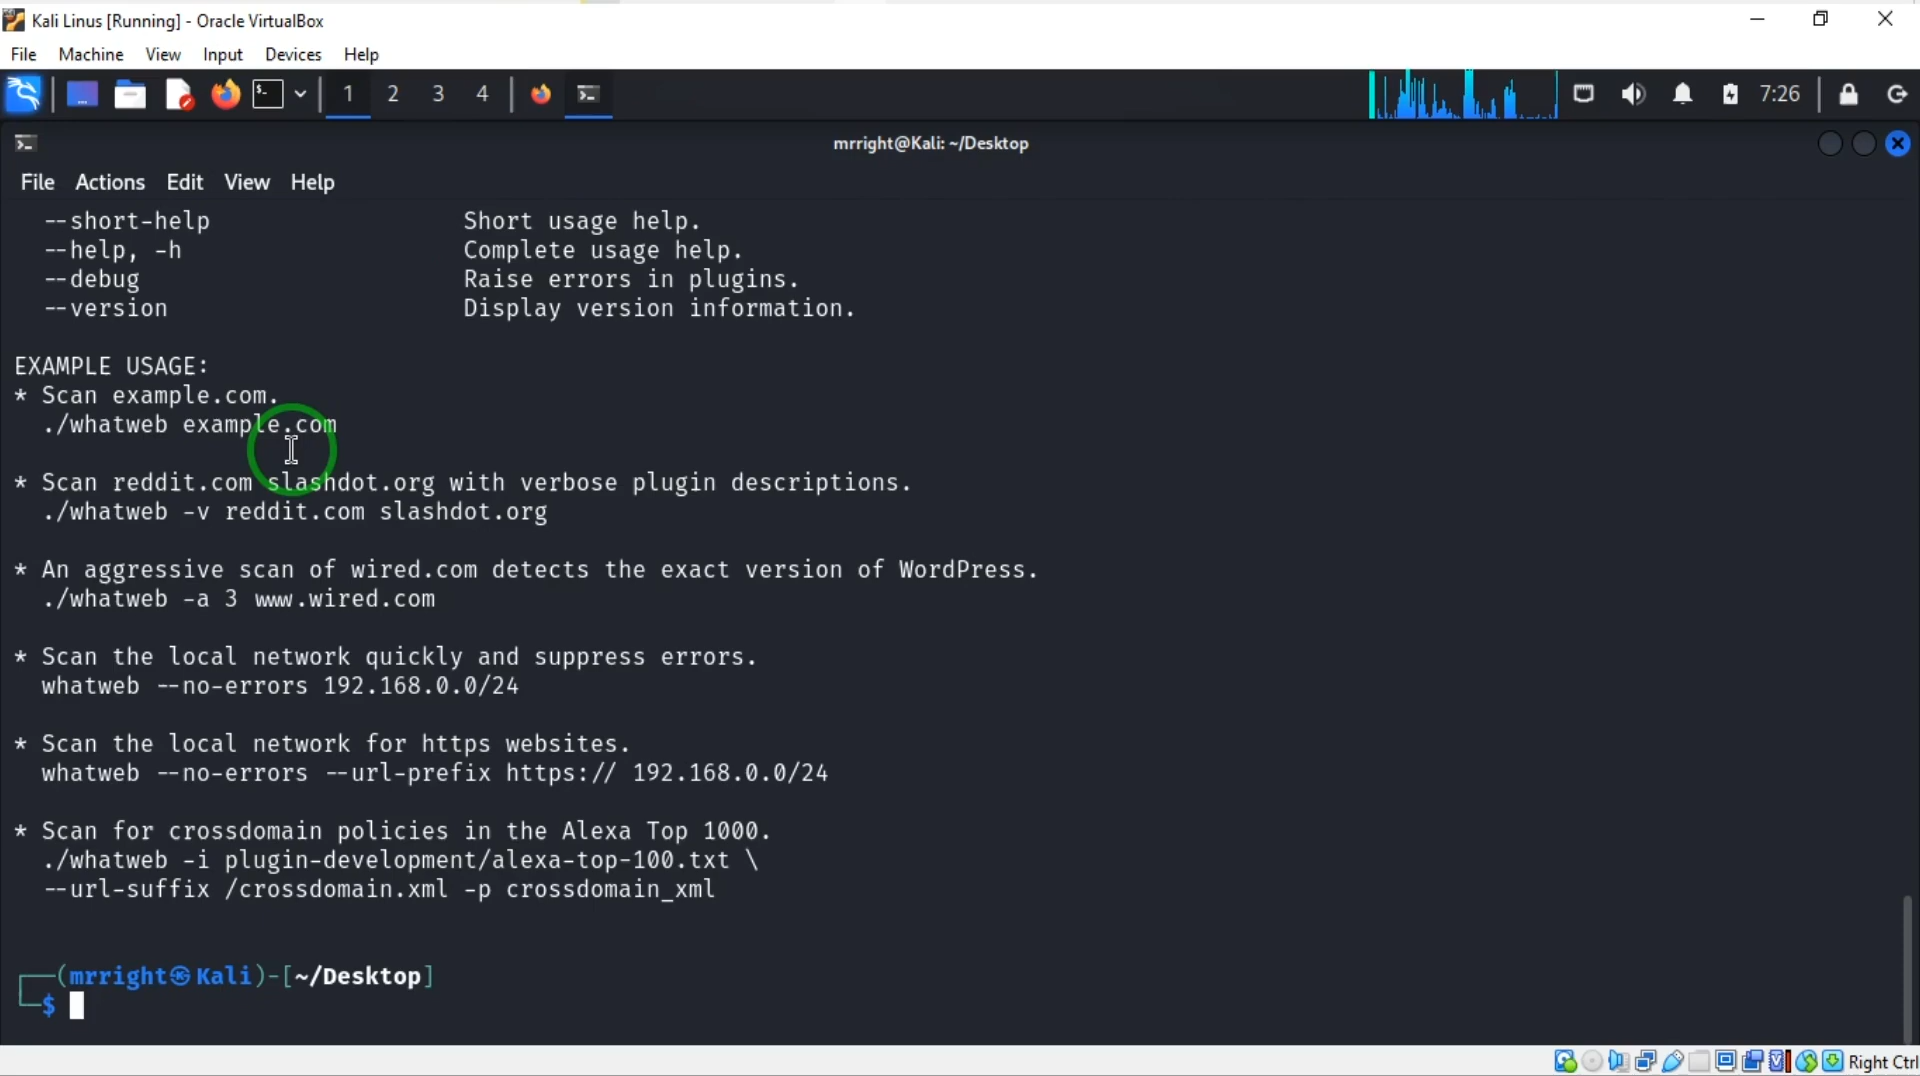 Kali Linus [Running] - Oracle VirtualBox
File Machine View Input Devices Help
1 2 3 4 7:26
mrright@Kali: ~/Desktop
File Actions Edit View Help
--short-help Short usage help.
--help, -h Complete usage help.
--debug Raise errors in plugins.
--version Display version information.
EXAMPLE USAGE:
* Scan example.com.
./whatweb example.com
* Scan reddit.com slashdot.org with verbose plugin descriptions.
./whatweb -v reddit.com slashdot.org
* An aggressive scan of wired.com detects the exact version of WordPress.
./whatweb -a 3 www.wired.com
* Scan the local network quickly and suppress errors.
whatweb --no-errors 192.168.0.0/24
* Scan the local network for https websites.
whatweb --no-errors --url-prefix https:// 192.168.0.0/24
* Scan for crossdomain policies in the Alexa Top 1000.
./whatweb -i plugin-development/alexa-top-100.txt \
--url-suffix /crossdomain.xml -p crossdomain_xml
┌──(mrright㉿Kali)-[~/Desktop]
└─$
Right Ctrl